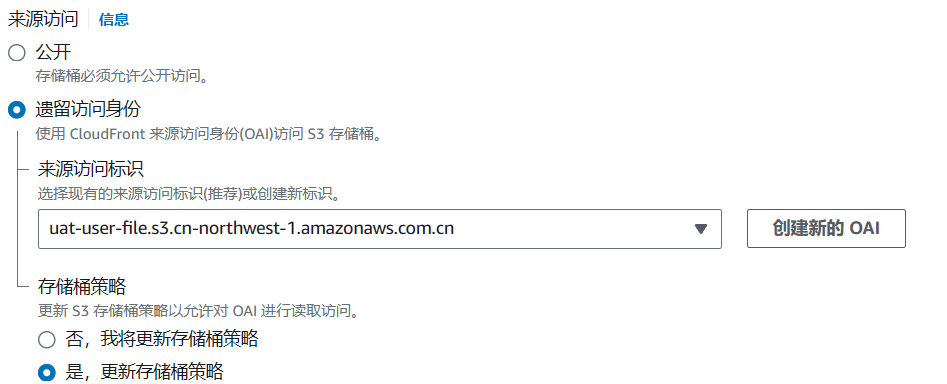 来源访问 信息
公开
存储桶必须允许公开访问。
遗留访问身份
使用 CloudFront 来源访问身份(OAI)访问 S3 存储桶。
来源访问标识
选择现有的来源访问标识(推荐)或创建新标识。
uat-user-file.s3.cn-northwest-1.amazonaws.com.cn 创建新的 OAI
存储桶策略
更新 S3 存储桶策略以允许对 OAI 进行读取访问。
否，我将更新存储桶策略
是，更新存储桶策略